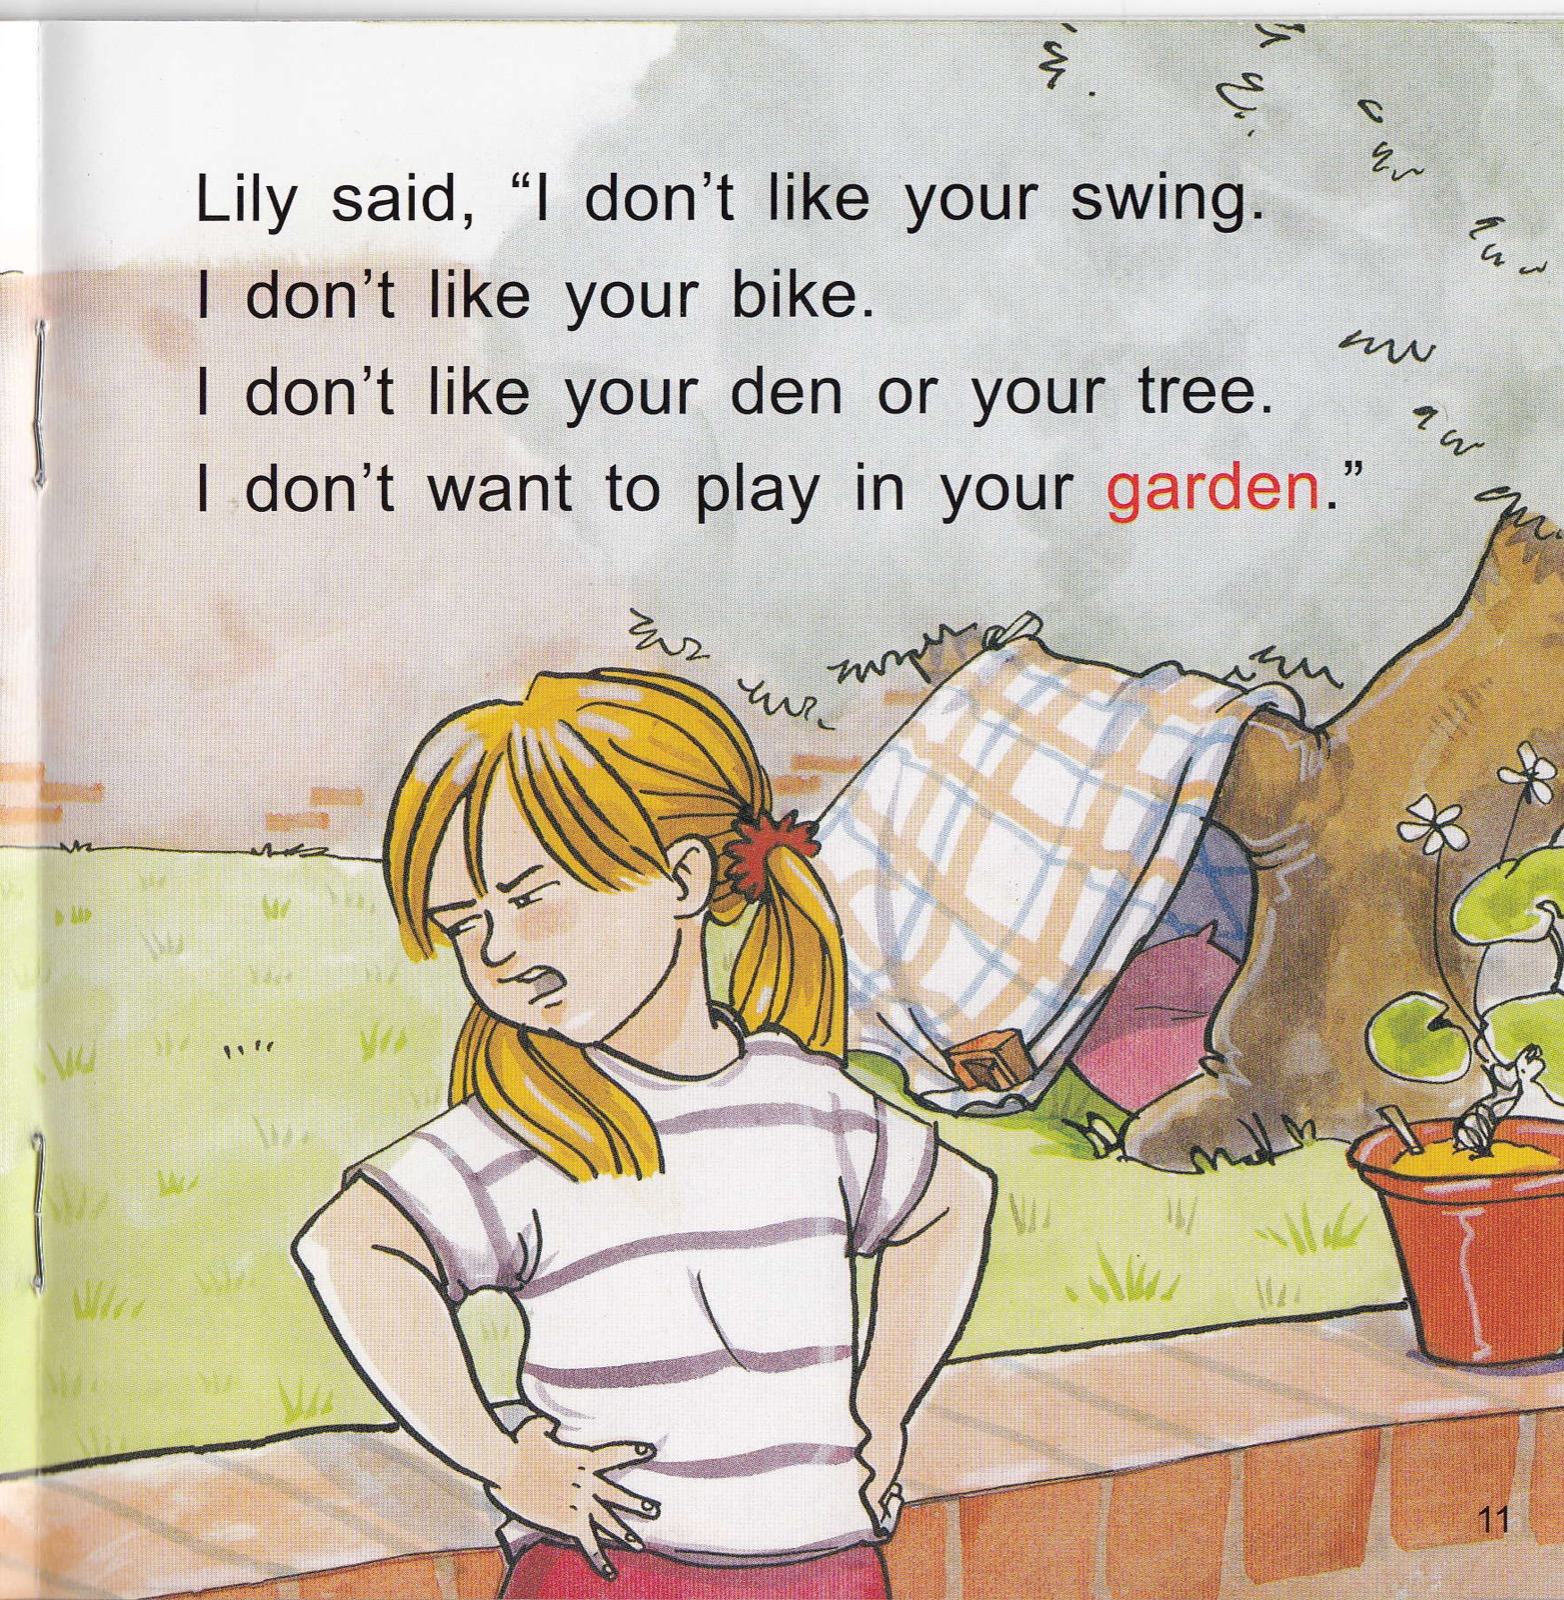 Lily said, “I don’t like your swing.
I don’t like your bike.
I don’t like your den or your tree.
I don’t want to play in your garden.”
11